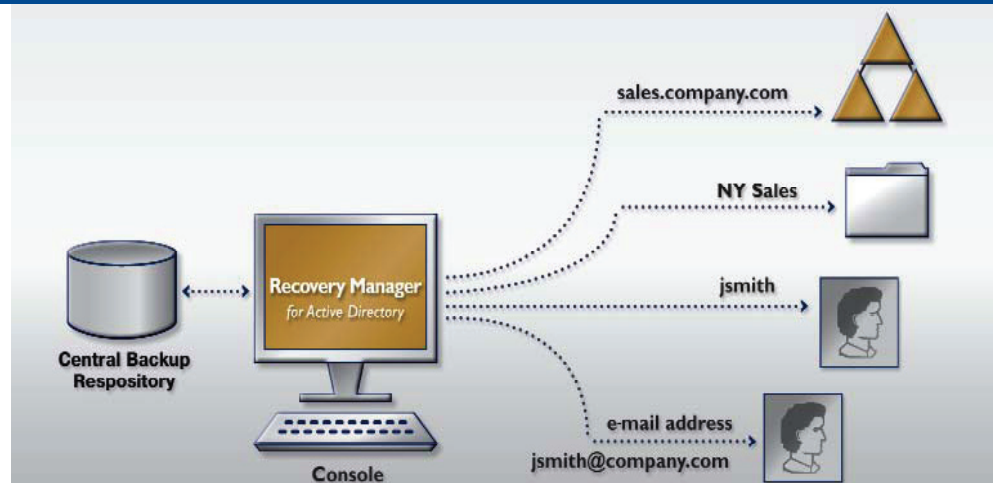 sales.company.com
NY Sales
Recovery Manager
for Active Directory
jsmith
Central Backup
Respository
e-mail address
jsmith@company.com
Console